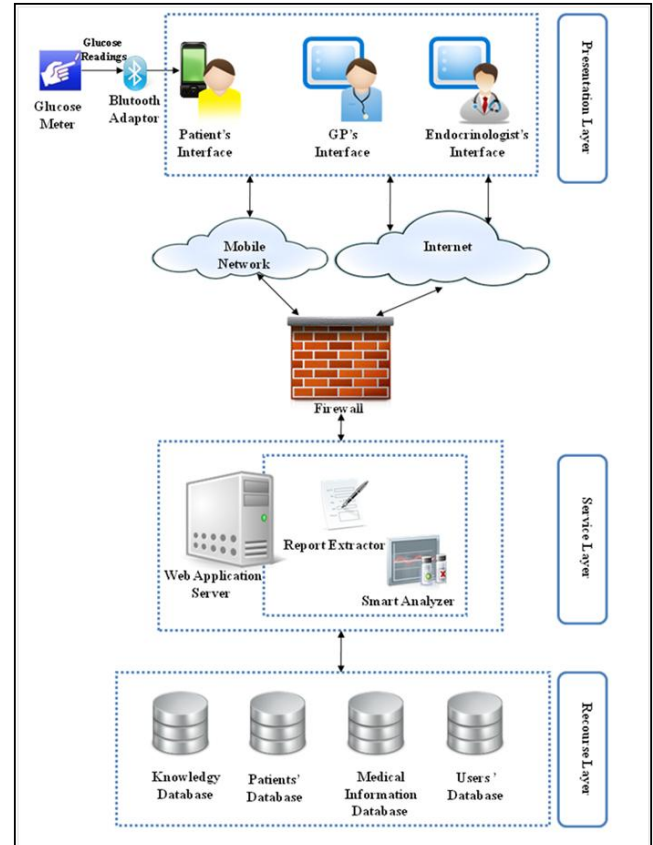 Glucose
Readings
Glucose
Meter
Blutooth
Adaptor
Patient's
Interface
GP's
Interface
Endocrinologist's
Interface
Presentation Layer
Mobile
Network
Internet
Firewall
Web Application
Server
Report Extractor
Smart Analyzer
Service Layer
Knowledgy
Database
Patients'
Database
Medical
Information
Database
Users'
Database
Recourse Layer